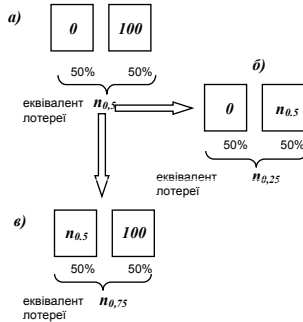 а)
0 100
50% 50%
еквівалент лотереї n0,5
б)
0 n0.5
50% 50%
еквівалент лотереї n0,25
в)
n0.5 100
50% 50%
еквівалент лотереї n0,75